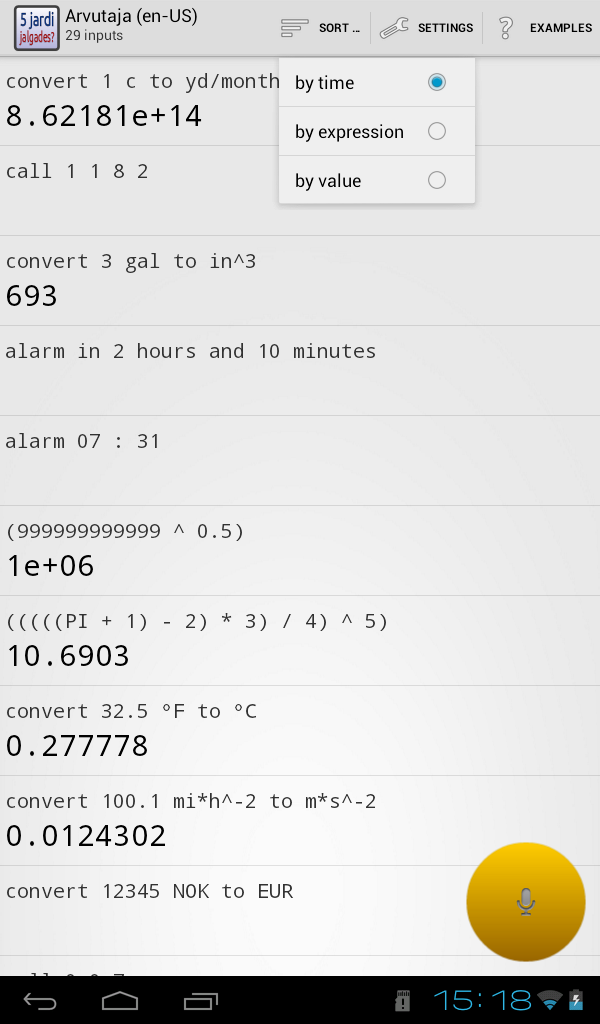 5 jardi
jalgades?
Arvutaja (en-US)
29 inputs
SORT ...
SETTINGS
?
EXAMPLES
by time
by expression
by value
convert 1 c to yd/month
8.62181e+14
call 1 1 8 2
convert 3 gal to in^3
693
alarm in 2 hours and 10 minutes
alarm 07 : 31
(999999999999 ^ 0.5)
1e+06
(((((PI + 1) - 2) * 3) / 4) ^ 5)
10.6903
convert 32.5 °F to °C
0.277778
convert 100.1 mi*h^-2 to m*s^-2
0.0124302
convert 12345 NOK to EUR
15:18